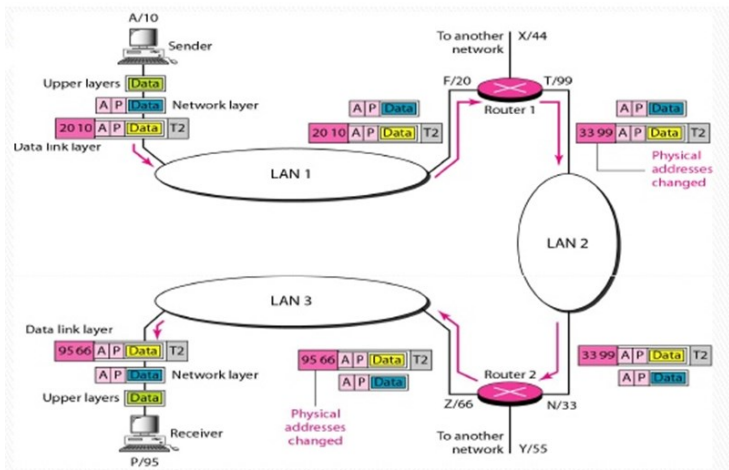 A/10
Sender
Upper layers Data
A P Data Network layer
20 10 A P Data T2
Data link layer
LAN 1
A P Data
20 10 A P Data T2
To another network X/44
F/20
T/99
Router 1
A P Data
33 99 A P Data T2
Physical
addresses
changed
LAN 2
33 99 A P Data T2
A P Data
Router 2
Z/66
N/33
To another network Y/55
LAN 3
95 66 A P Data T2
A P Data
Physical
addresses
changed
Data link layer
95 66 A P Data T2
A P Data Network layer
Upper layers Data
Receiver
P/95